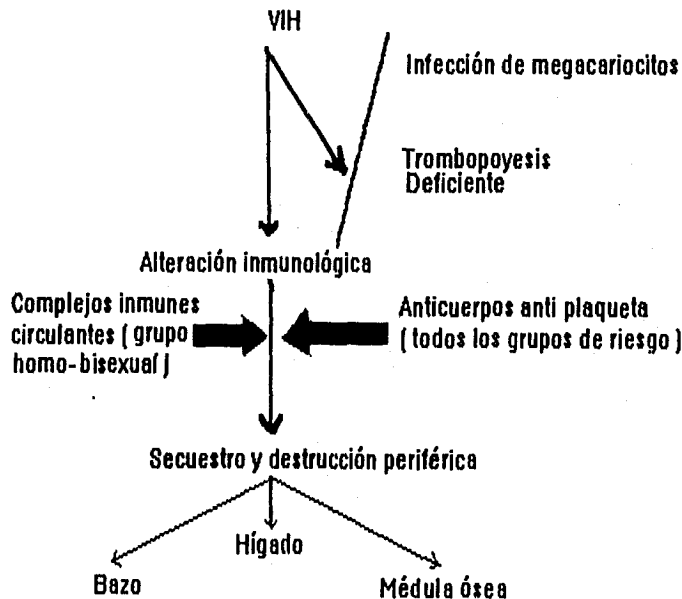 VIH
Infección de megacariocitos
Trombopoyesis
Deficiente
Alteración inmunológica
Complejos inmunes
circulantes ( grupo
homo-bisexual )
Anticuerpos anti plaqueta
( todos los grupos de riesgo )
Secuestro y destrucción periférica
Hígado
Bazo
Médula ósea